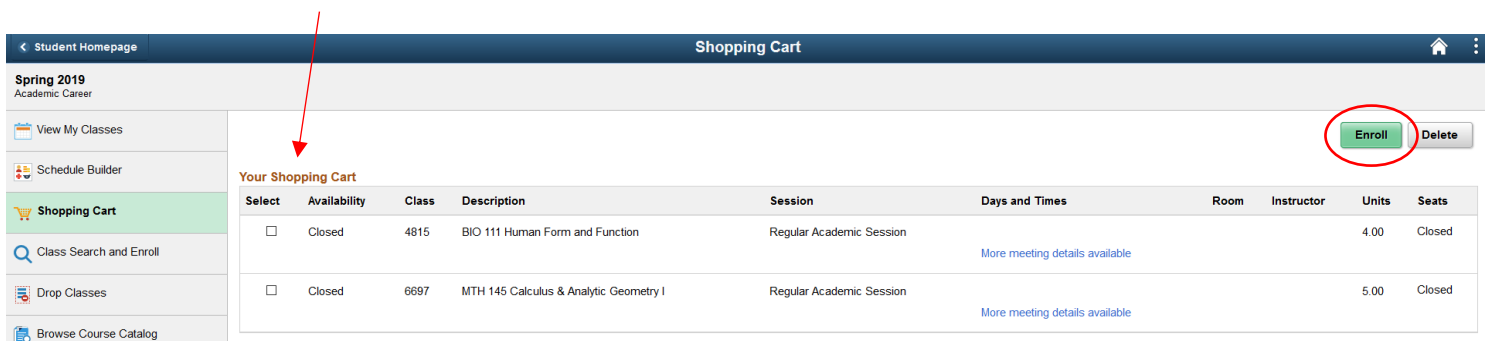 Student Homepage
Shopping Cart
Spring 2019
Academic Career
View My Classes
Schedule Builder
Shopping Cart
Class Search and Enroll
Drop Classes
Browse Course Catalog
Enroll Delete
Your Shopping Cart
Select Availability Class Description Session Days and Times Room Instructor Units Seats
Closed 4815 BIO 111 Human Form and Function Regular Academic Session 4.00 Closed
More meeting details available
Closed 6697 MTH 145 Calculus & Analytic Geometry I Regular Academic Session 5.00 Closed
More meeting details available